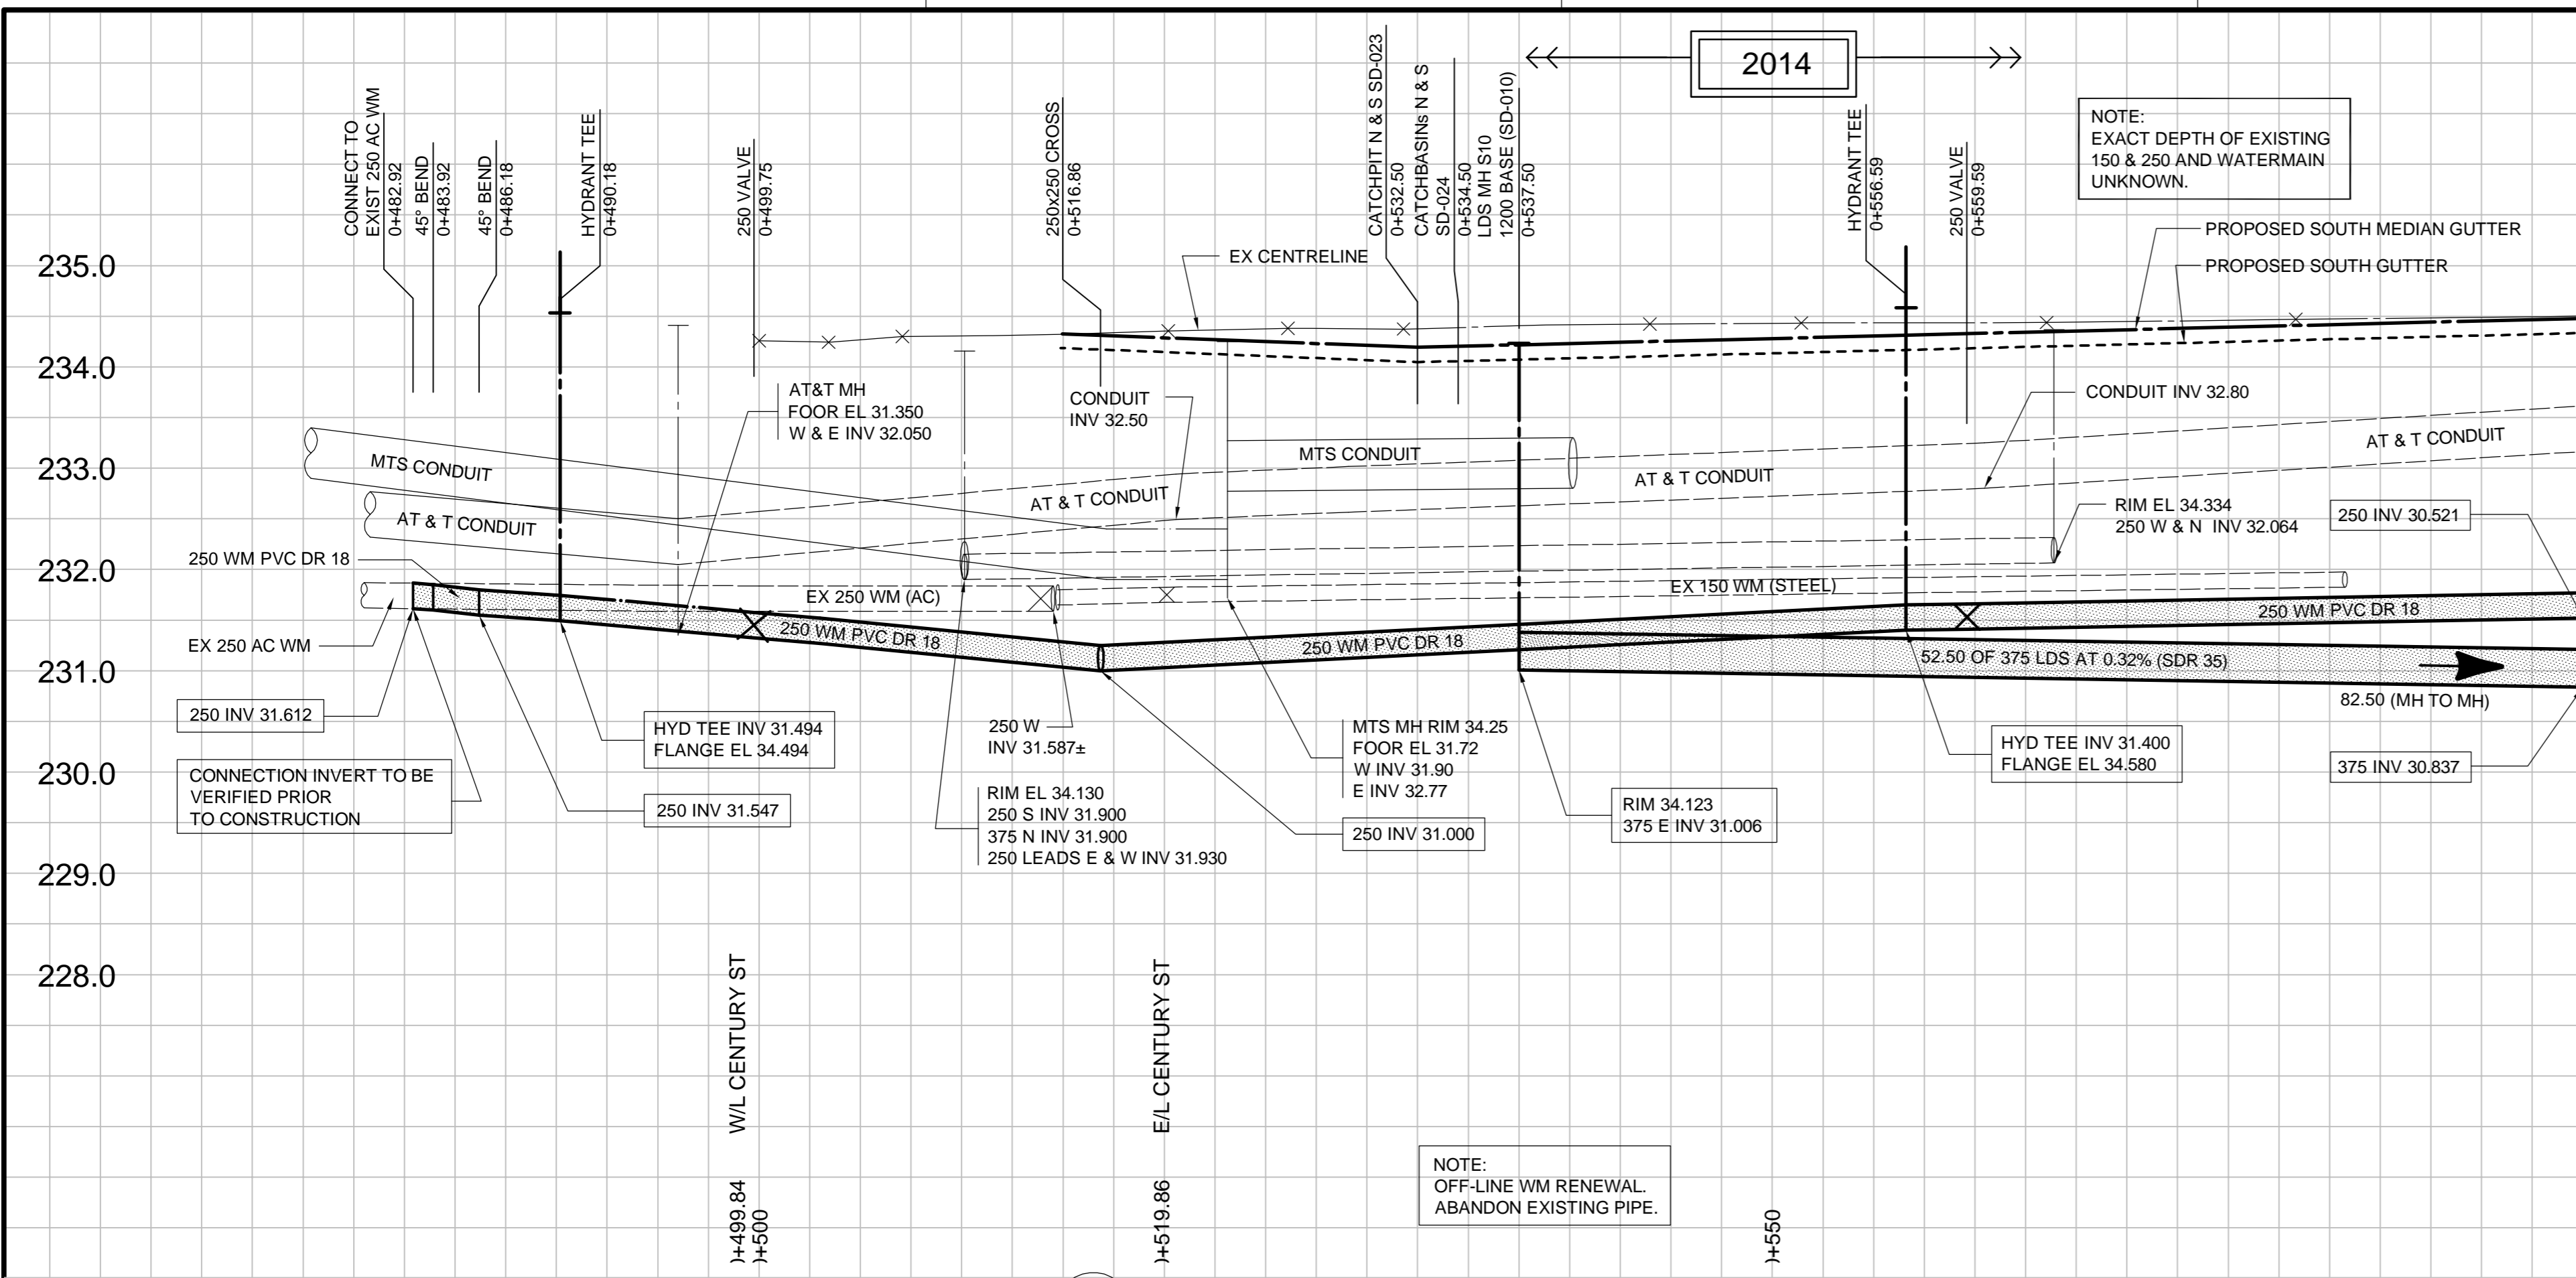 2014
CONNECT TO
EXIST 250 AC WM
0+482.92
45° BEND
0+483.92
45° BEND
0+486.18
HYDRANT TEE
0+490.18
250 VALVE
0+499.75
250x250 CROSS
0+516.86
CATCHPIT N & S SD-023
0+532.50
CATCHBASINs N & S
SD-024
0+534.50
LDS MH S10
1200 BASE (SD-010)
0+537.50
HYDRANT TEE
0+556.59
250 VALVE
0+559.59
NOTE:
EXACT DEPTH OF EXISTING
150 & 250 AND WATERMAIN
UNKNOWN.
PROPOSED SOUTH MEDIAN GUTTER
PROPOSED SOUTH GUTTER
EX CENTRELINE
235.0
234.0
233.0
232.0
231.0
230.0
229.0
228.0
AT&T MH
FOOR EL 31.350
W & E INV 32.050
CONDUIT
INV 32.50
CONDUIT INV 32.80
MTS CONDUIT
AT & T CONDUIT
AT & T CONDUIT
MTS CONDUIT
AT & T CONDUIT
AT & T CONDUIT
RIM EL 34.334
250 W & N INV 32.064
250 INV 30.521
250 WM PVC DR 18
EX 250 WM (AC)
EX 150 WM (STEEL)
250 WM PVC DR 18
250 WM PVC DR 18
250 WM PVC DR 18
EX 250 AC WM
52.50 OF 375 LDS AT 0.32% (SDR 35)
82.50 (MH TO MH)
250 INV 31.612
HYD TEE INV 31.494
FLANGE EL 34.494
250 W
INV 31.587±
MTS MH RIM 34.25
FOOR EL 31.72
W INV 31.90
E INV 32.77
HYD TEE INV 31.400
FLANGE EL 34.580
375 INV 30.837
CONNECTION INVERT TO BE
VERIFIED PRIOR
TO CONSTRUCTION
250 INV 31.547
RIM EL 34.130
250 S INV 31.900
375 N INV 31.900
250 LEADS E & W INV 31.930
250 INV 31.000
RIM 34.123
375 E INV 31.006
W/L CENTURY ST
E/L CENTURY ST
NOTE:
OFF-LINE WM RENEWAL.
ABANDON EXISTING PIPE.
)+499.84
)+500
)+519.86
)+550